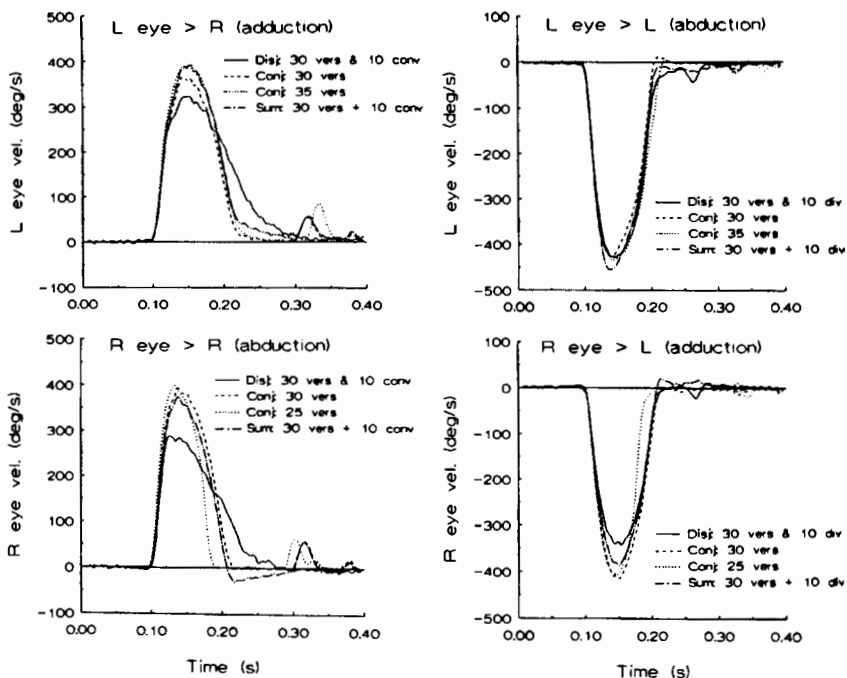 L eye > R (adduction)
500
400
300
200
100
0
-100
L eye vel. (deg/s)
Disj: 30 vers & 10 conv
Conj: 30 vers
Conj: 35 vers
Sum: 30 vers + 10 conv
0.00 0.10 0.20 0.30 0.40
L eye > L (abduction)
100
0
-100
-200
-300
-400
-500
L eye vel. (deg/s)
Disj: 30 vers & 10 div
Conj: 30 vers
Conj: 35 vers
Sum: 30 vers + 10 div
0.00 0.10 0.20 0.30 0.40
R eye > R (abduction)
500
400
300
200
100
0
-100
R eye vel. (deg/s)
Disj: 30 vers & 10 conv
Conj: 30 vers
Conj: 25 vers
Sum: 30 vers + 10 conv
0.00 0.10 0.20 0.30 0.40
Time (s)
R eye > L (adduction)
100
0
-100
-200
-300
-400
-500
R eye vel. (deg/s)
Disj: 30 vers & 10 div
Conj: 30 vers
Conj: 25 vers
Sum: 30 vers + 10 div
0.00 0.10 0.20 0.30 0.40
Time (s)